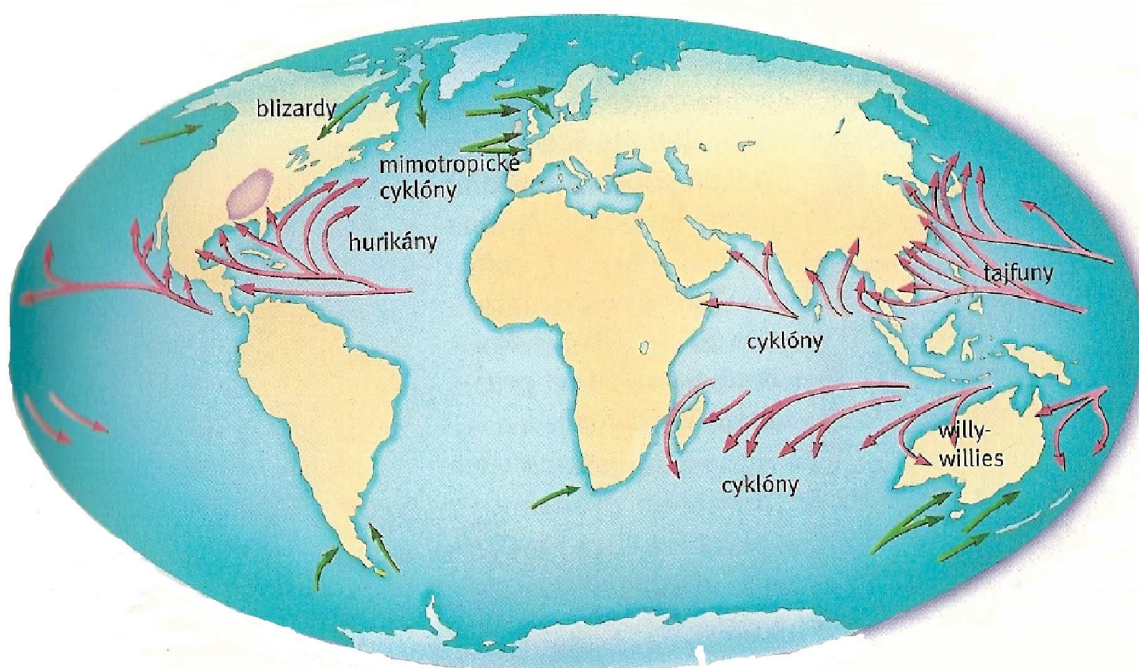 blizardy
mimotropické
cyklóny
hurikány
tajfuny
cyklóny
willy-
willies
cyklóny